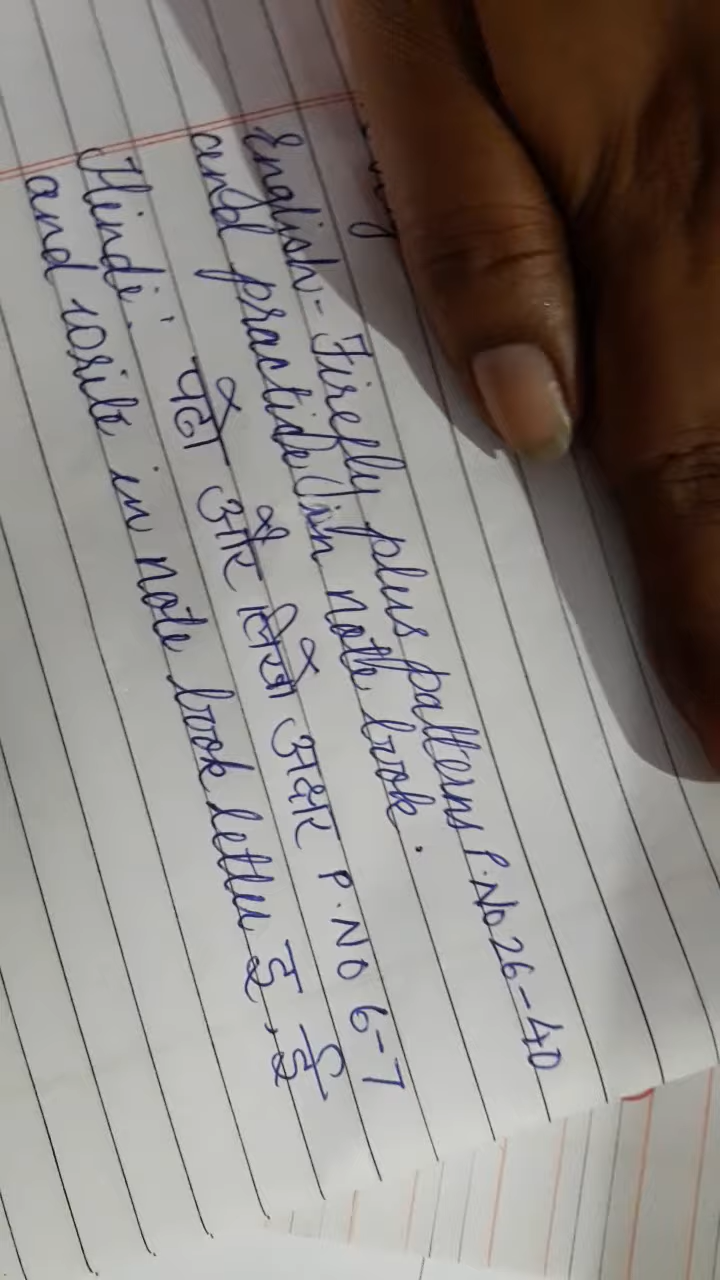 English - Firefly plus patterns P.No 26-40
and practide in note book.
Hindi: पढो और लिखो अक्षर P.No 6-7
and write in note book letter इ, ई